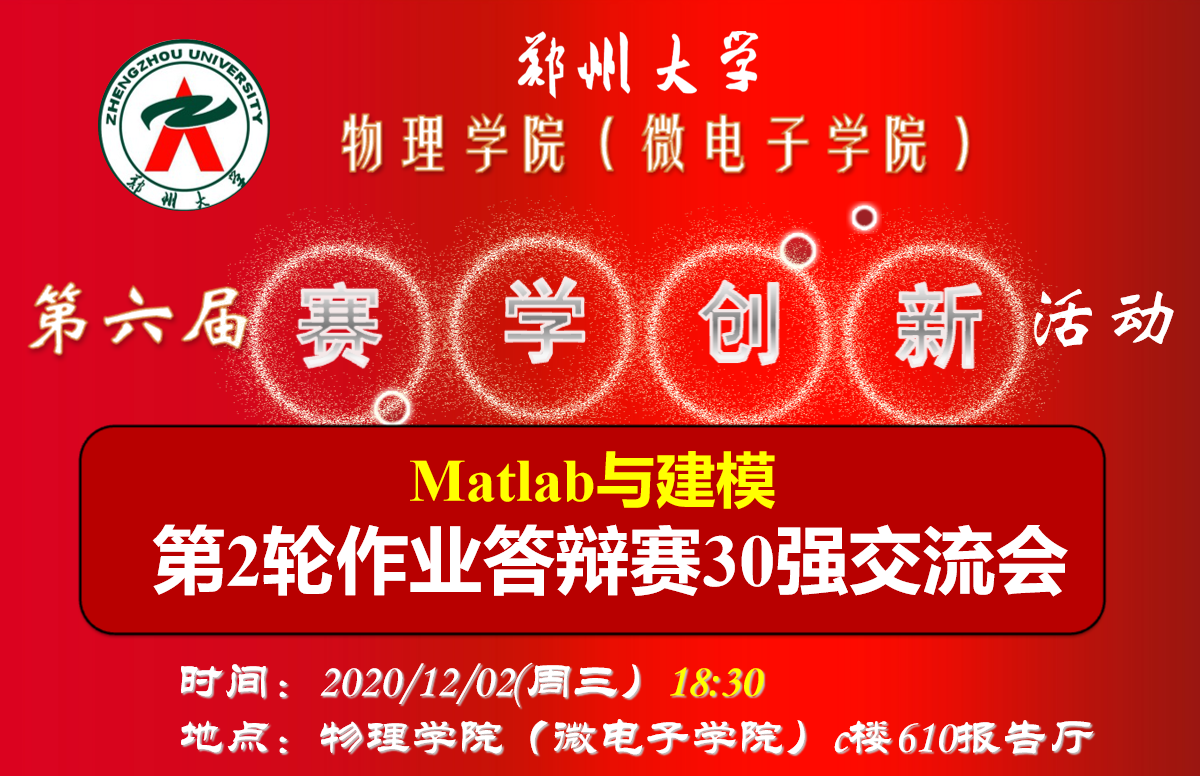 ZHENGZHOU UNIVERSITY
郑州大学
郑州大学
物理学院（微电子学院）
第六届赛学创新活动
Matlab与建模
第2轮作业答辩赛30强交流会
时间：2020/12/02(周三） 18:30
地点：物理学院（微电子学院）c楼610报告厅